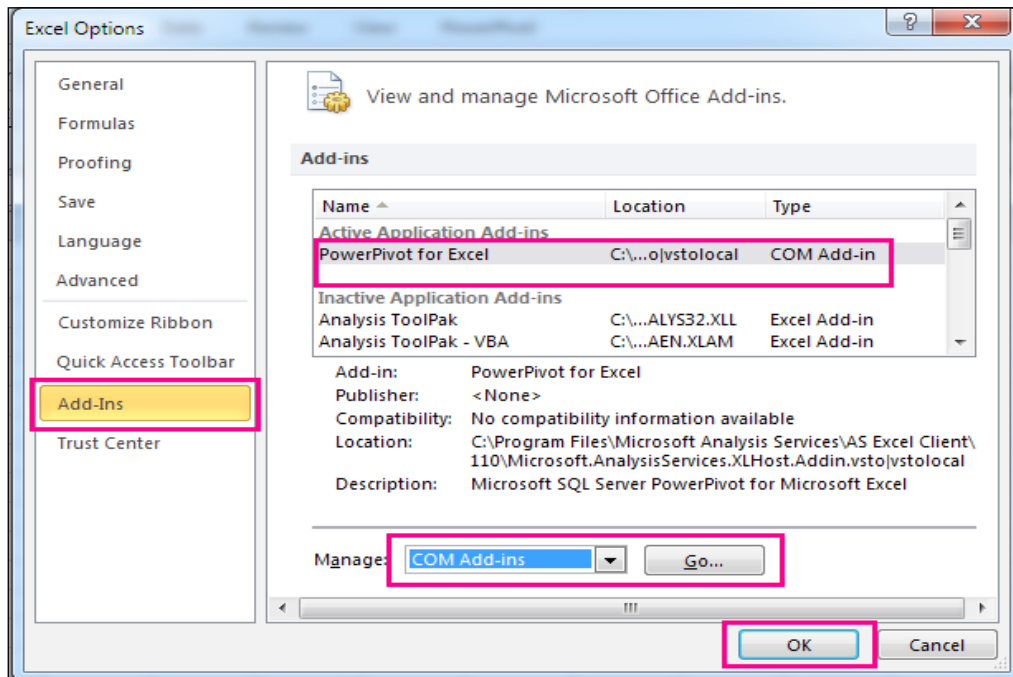 Excel Options
General
Formulas
Proofing
Save
Language
Advanced
Customize Ribbon
Quick Access Toolbar
Add-Ins
Trust Center
View and manage Microsoft Office Add-ins.
Add-ins
Name Location Type
Active Application Add-ins
PowerPivot for Excel C:\...o|vstolocal COM Add-in
Inactive Application Add-ins
Analysis ToolPak C:\...ALYS32.XLL Excel Add-in
Analysis ToolPak - VBA C:\...AEN.XLAM Excel Add-in
Add-in: PowerPivot for Excel
Publisher: <None>
Compatibility: No compatibility information available
Location: C:\Program Files\Microsoft Analysis Services\AS Excel Client\
110\Microsoft.AnalysisServices.XLHost.Addin.vsto|vstolocal
Description: Microsoft SQL Server PowerPivot for Microsoft Excel
Manage: COM Add-ins Go...
OK Cancel